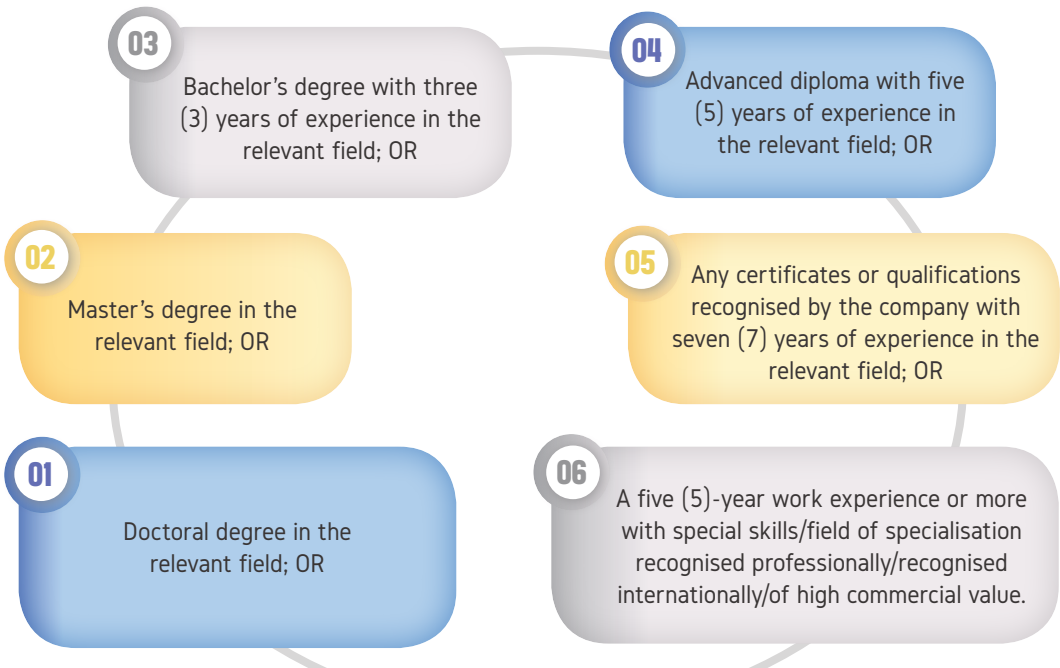 01
Doctoral degree in the
relevant field; OR
02
Master's degree in the
relevant field; OR
03
Bachelor's degree with three
(3) years of experience in the
relevant field; OR
04
Advanced diploma with five
(5) years of experience in
the relevant field; OR
05
Any certificates or qualifications
recognised by the company with
seven (7) years of experience in the
relevant field; OR
06
A five (5)-year work experience or more
with special skills/field of specialisation
recognised professionally/recognised
internationally/of high commercial value.